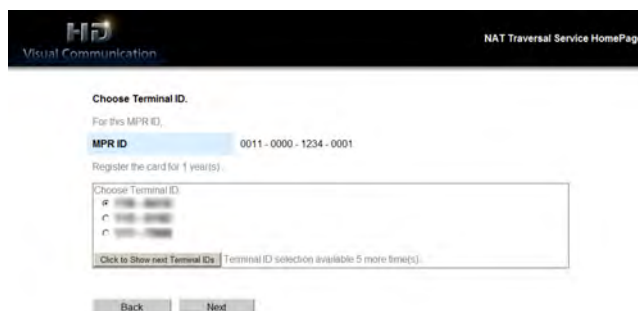 HD
Visual Communication
NAT Traversal Service HomePage
Choose Terminal ID.
For this MPR ID,
MPR ID 0011 - 0000 - 1234 - 0001
Register the card for 1 year(s) .
Choose Terminal ID.
Click to Show next Terminal IDs Terminal ID selection available 5 more time(s).
Back Next